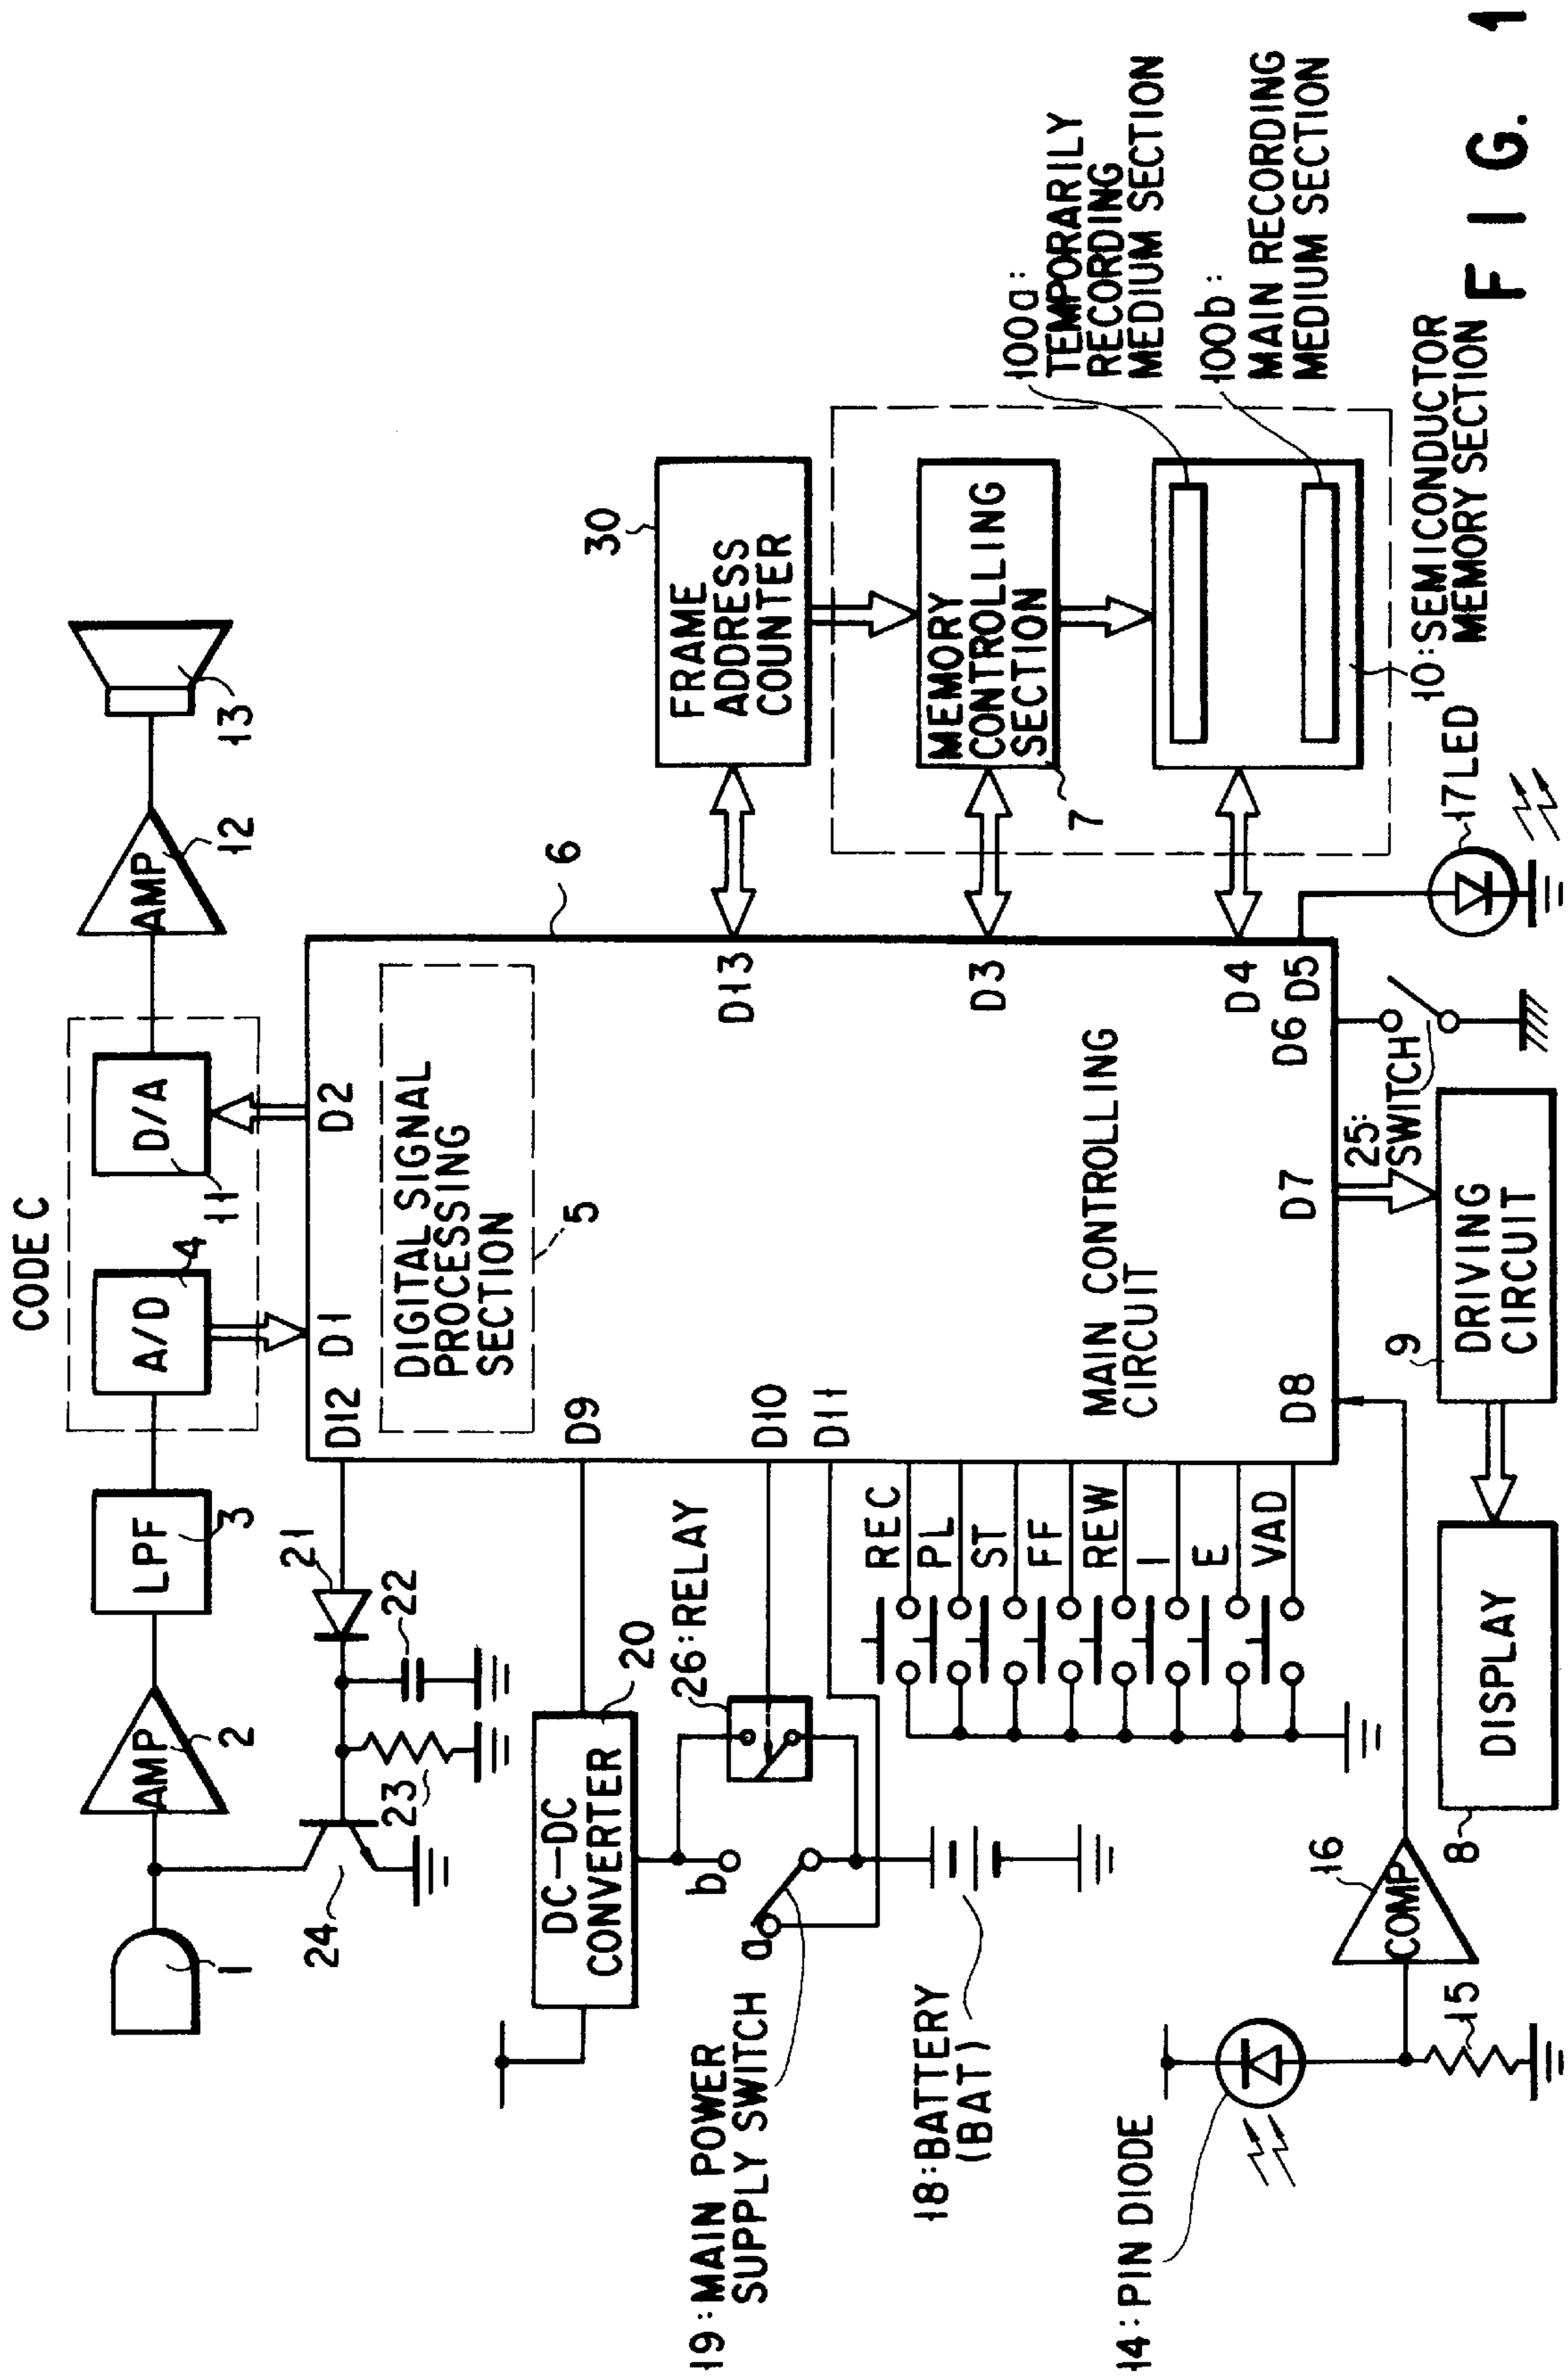 CODE C
AMP
LPF
A/D
D/A
AMP
1
2
3
4
11
12
13
24
23
22
21
D12
D1
D2
DIGITAL SIGNAL
PROCESSING
SECTION
5
6
D9
D10
D11
D13
D3
D4
D5
D6
D7
D8
MAIN CONTROLLING
CIRCUIT
30
FRAME
ADDRESS
COUNTER
MEMORY
CONTROLLING
SECTION
7
100a:
TEMPORARILY
RECORDING
MEDIUM SECTION
100b:
MAIN RECORDING
MEDIUM SECTION
10:SEMICONDUCTOR
MEMORY SECTION
17LED
25:
SWITCH
DC-DC
CONVERTER
20
26:RELAY
b
a
19:MAIN POWER
SUPPLY SWITCH
18:BATTERY
(BAT)
REC
PL
ST
FF
REW
I
E
VAD
14:PIN DIODE
15
16
COMP
8
DISPLAY
9
DRIVING
CIRCUIT
FIG. 1